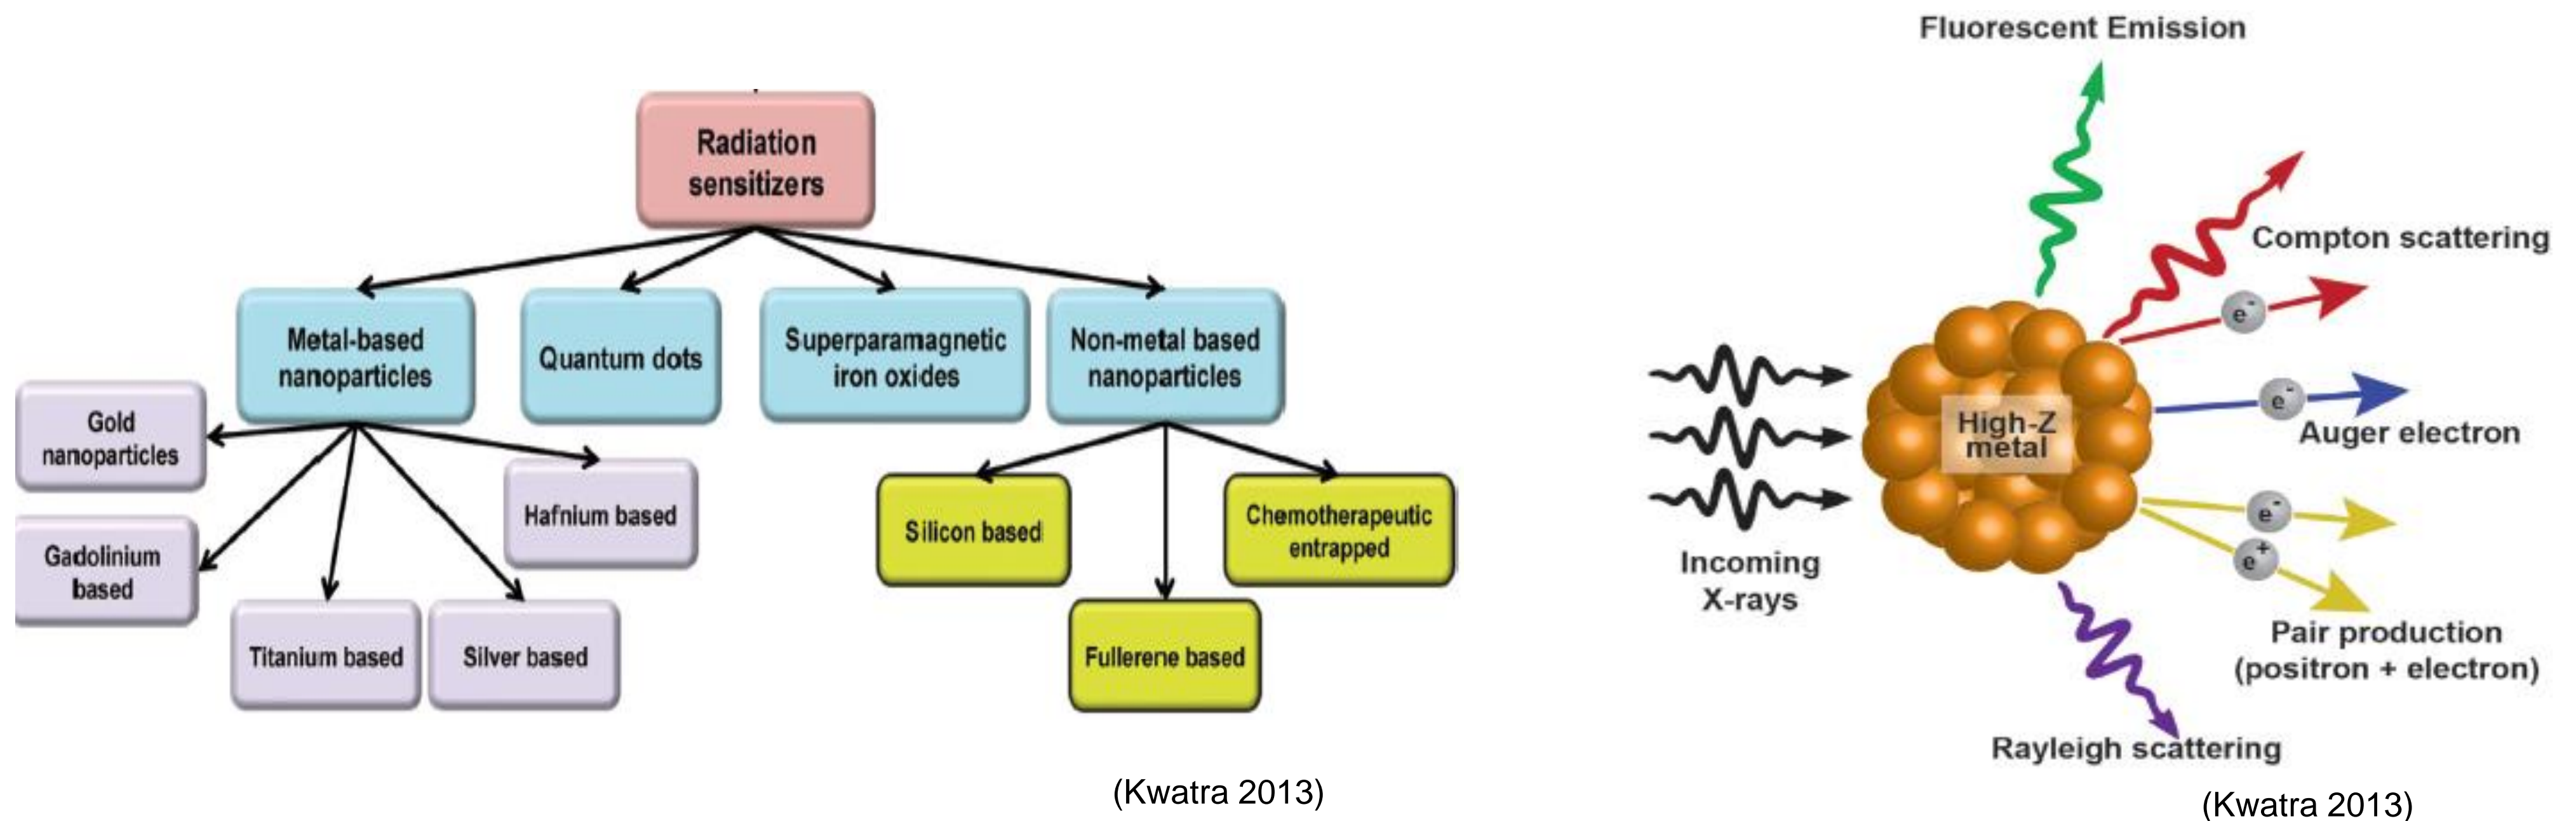 Radiation
sensitizers
Metal-based
nanoparticles
Quantum dots
Superparamagnetic
iron oxides
Non-metal based
nanoparticles
Gold
nanoparticles
Gadolinium
based
Titanium based
Silver based
Hafnium based
Silicon based
Fullerene based
Chemotherapeutic
entrapped
(Kwatra 2013)
Fluorescent Emission
Compton scattering
e-
High-Z
metal
e-
Auger electron
e-
e+
Incoming
X-rays
Pair production
(positron + electron)
Rayleigh scattering
(Kwatra 2013)